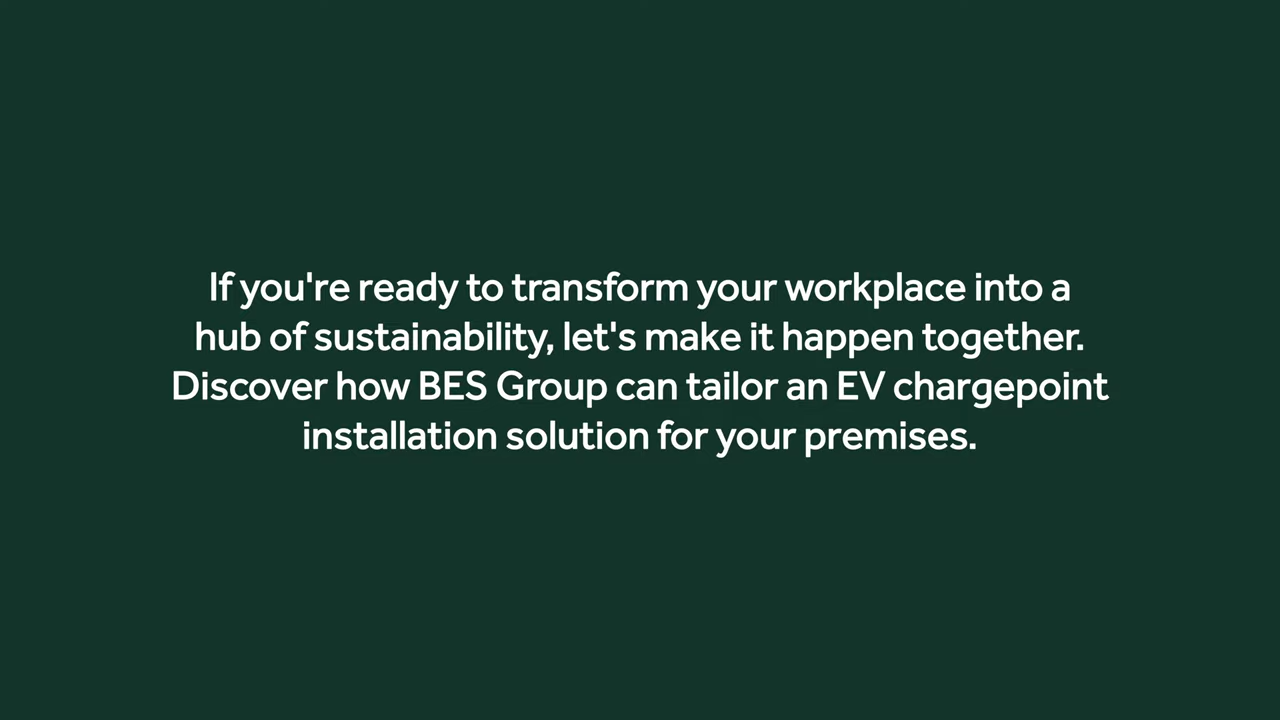 If you're ready to transform your workplace into a
hub of sustainability, let's make it happen together.
Discover how BES Group can tailor an EV chargepoint
installation solution for your premises.